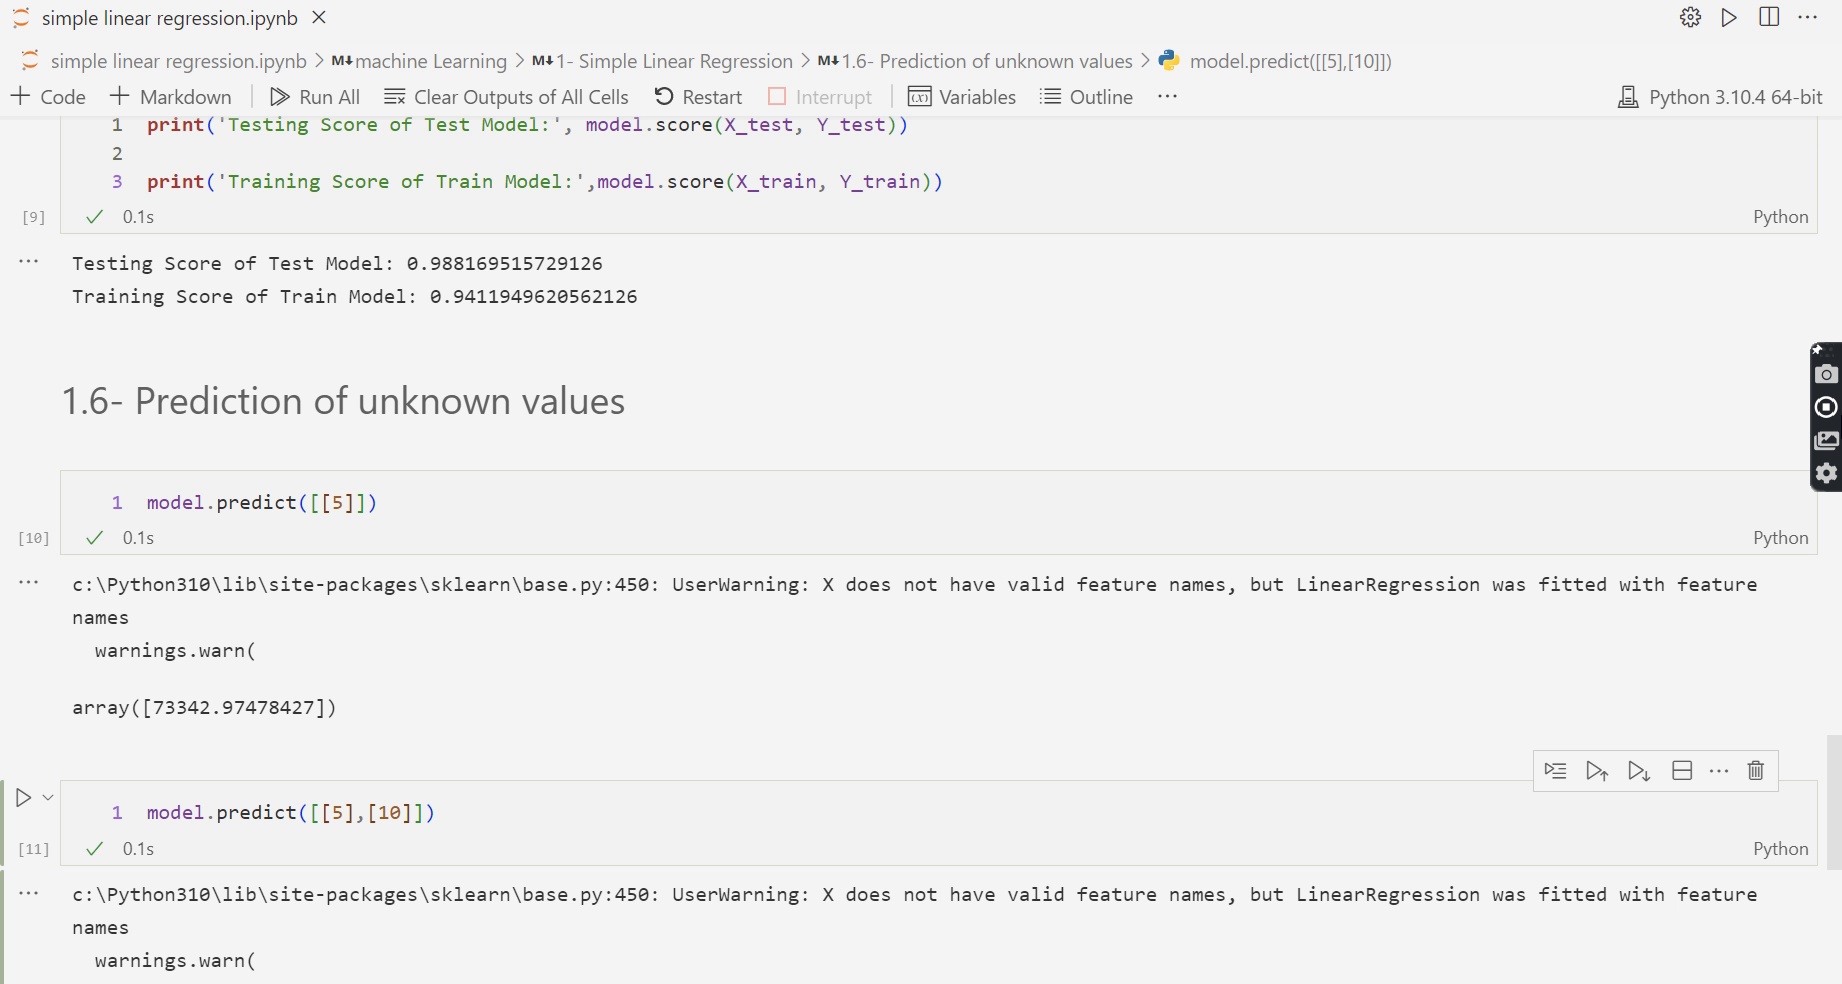 simple linear regression.ipynb
simple linear regression.ipynb > M↓ machine Learning > M↓ 1- Simple Linear Regression > M↓ 1.6- Prediction of unknown values > model.predict([[5],[10]])
+ Code + Markdown | Run All Clear Outputs of All Cells Restart Interrupt | (x) Variables Outline ... Python 3.10.4 64-bit
1 print('Testing Score of Test Model:', model.score(X_test, Y_test))
2
3 print('Training Score of Train Model:',model.score(X_train, Y_train))
[9] ✓ 0.1s Python
... Testing Score of Test Model: 0.988169515729126
Training Score of Train Model: 0.9411949620562126
1.6- Prediction of unknown values
1 model.predict([[5]])
[10] ✓ 0.1s Python
... c:\Python310\lib\site-packages\sklearn\base.py:450: UserWarning: X does not have valid feature names, but LinearRegression was fitted with feature
names
warnings.warn(
array([73342.97478427])
1 model.predict([[5],[10]])
[11] ✓ 0.1s Python
... c:\Python310\lib\site-packages\sklearn\base.py:450: UserWarning: X does not have valid feature names, but LinearRegression was fitted with feature
names
warnings.warn(